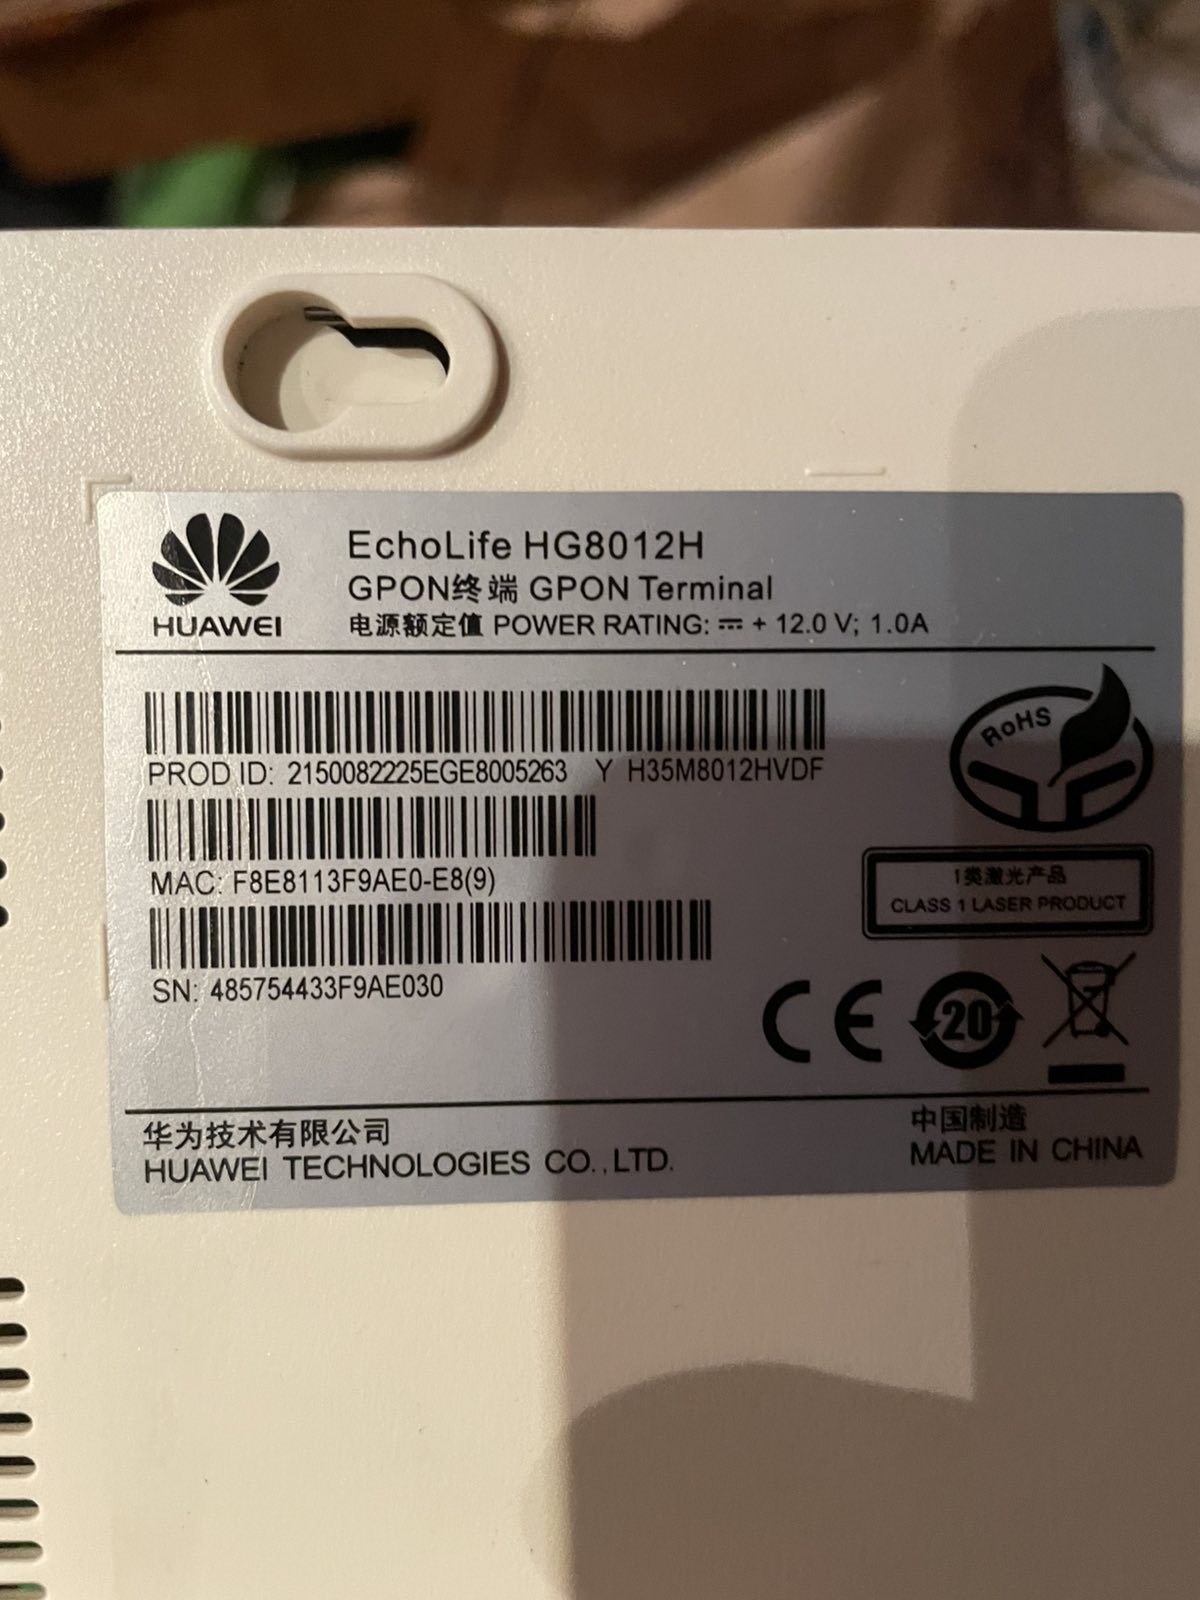 HUAWEI
EchoLife HG8012H
GPON终端 GPON Terminal
电源额定值 POWER RATING: ⎓ + 12.0 V; 1.0A
PROD ID: 2150082225EGE8005263 Y H35M8012HVDF
RoHS
MAC: F8E8113F9AE0-E8(9)
1类激光产品
CLASS 1 LASER PRODUCT
SN: 485754433F9AE030
CE
20
华为技术有限公司
HUAWEI TECHNOLOGIES CO.,LTD.
中国制造
MADE IN CHINA